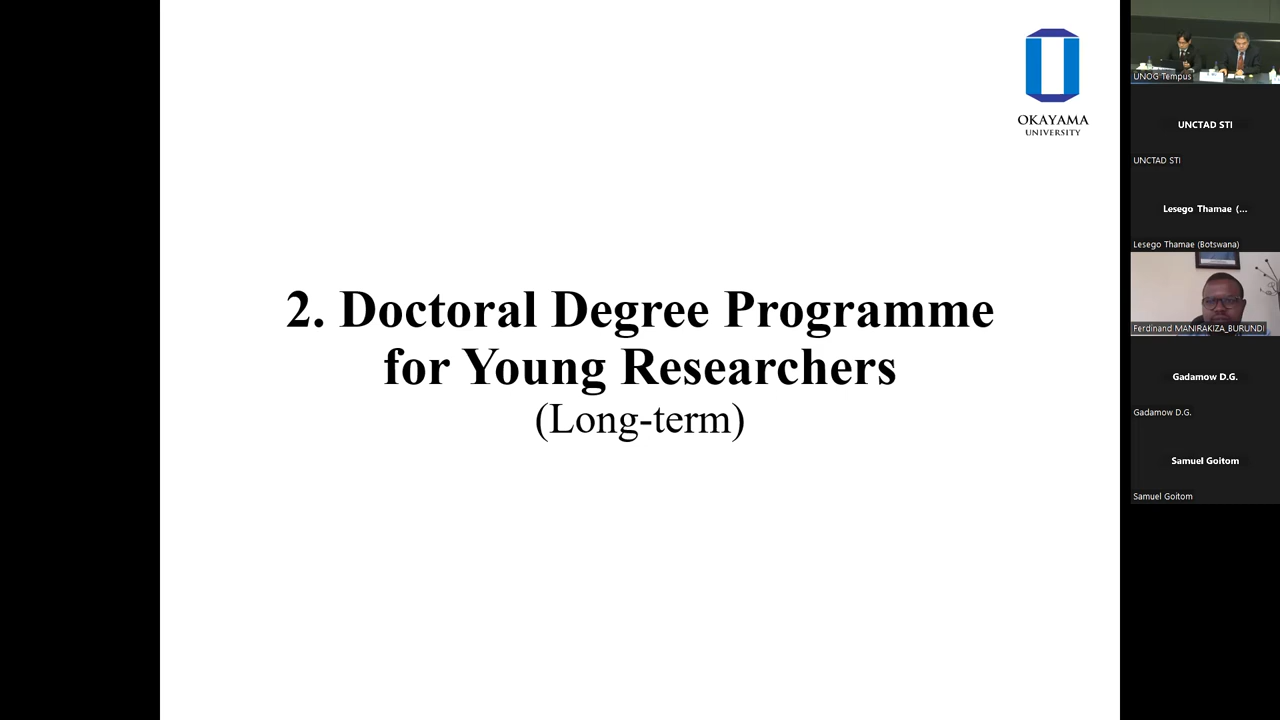 OKAYAMA
UNIVERSITY
2. Doctoral Degree Programme
for Young Researchers
(Long-term)
UNOG Tempus
UNCTAD STI
UNCTAD STI
Lesego Thamae (...
Lesego Thamae (Botswana)
Ferdinand MANIRAKIZA_BURUNDI
Gadamow D.G.
Gadamow D.G.
Samuel Goitom
Samuel Goitom